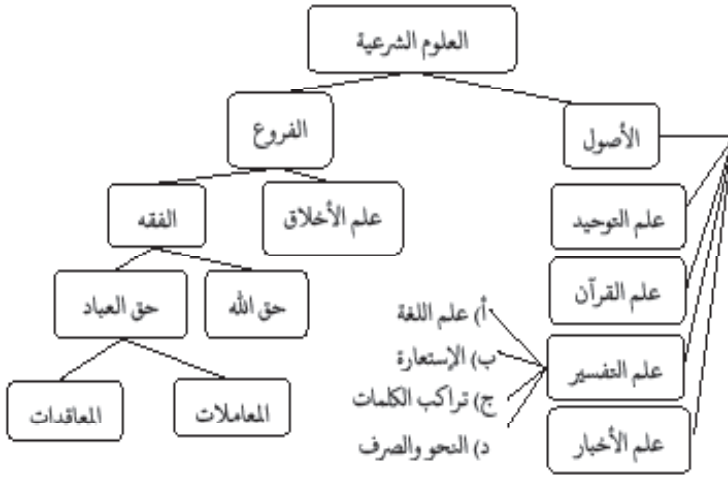 العلوم الشرعية
الأصول
الفروع
علم التوحيد
علم القرآن
علم التفسير
علم الأخبار
أ) علم اللغة
ب) الإستعارة
ج) تراكب الكلمات
د) النحو والصرف
علم الأخلاق
الفقه
حق الله
حق العباد
المعاملات
المعاقدات